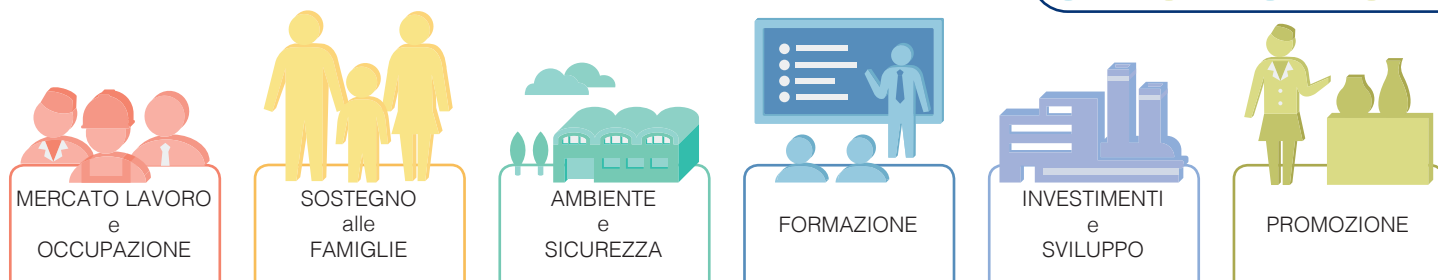 MERCATO LAVORO
e
OCCUPAZIONE
SOSTEGNO
alle
FAMIGLIE
AMBIENTE
e
SICUREZZA
FORMAZIONE
INVESTIMENTI
e
SVILUPPO
PROMOZIONE